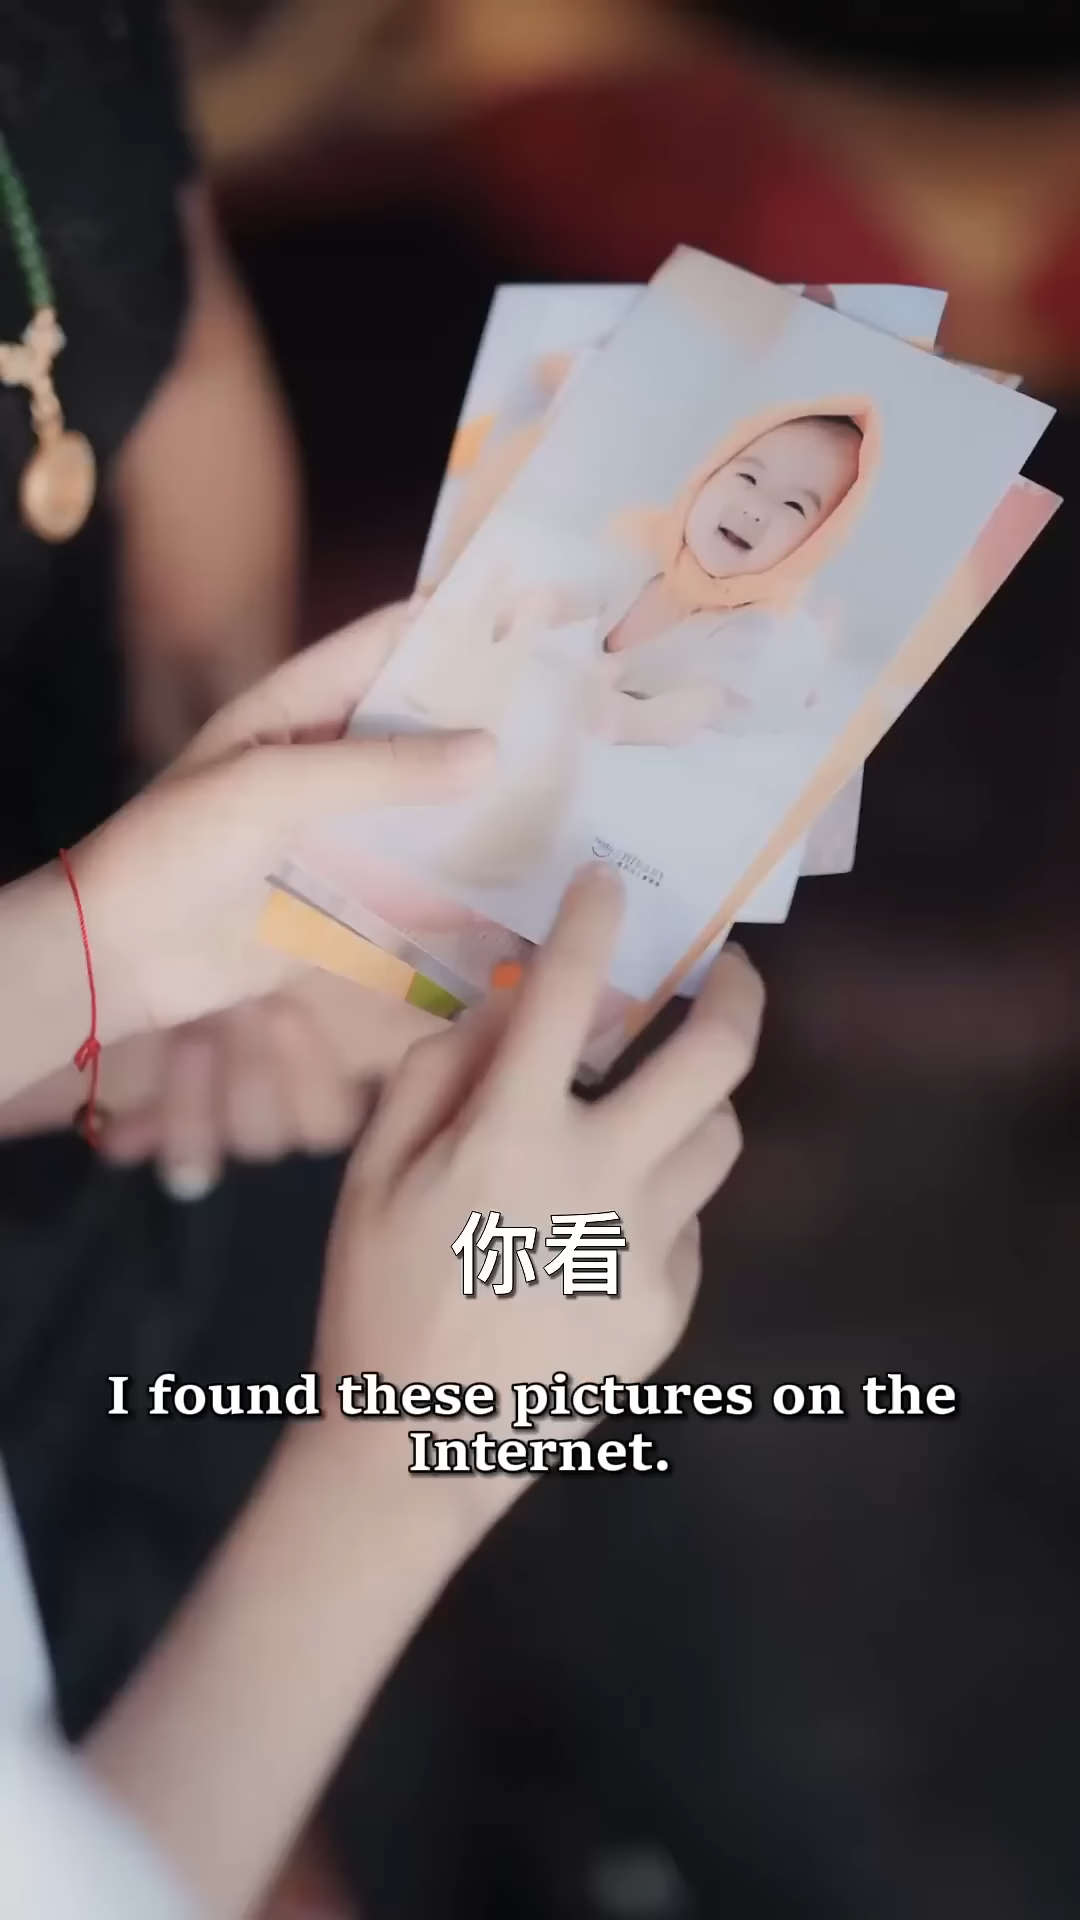 你看
I found these pictures on the
Internet.